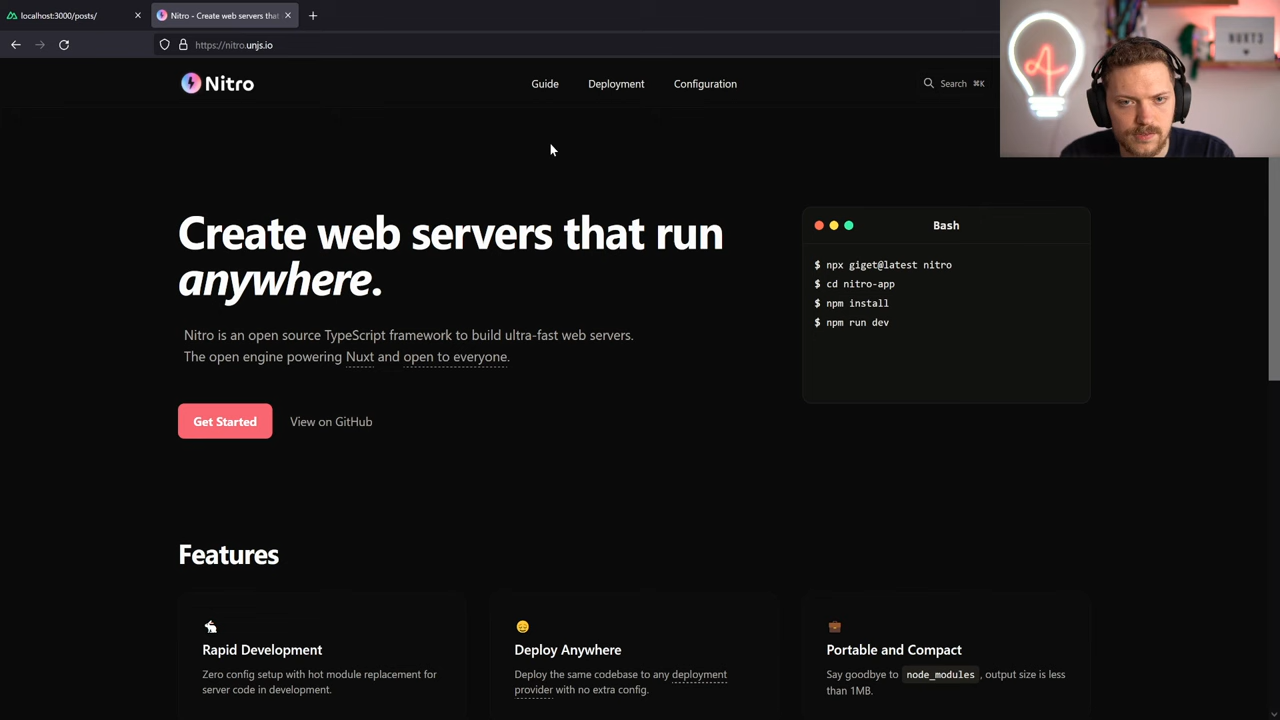 localhost:3000/posts/
Nitro - Create web servers that
https://nitro.unjs.io
Nitro
Guide
Deployment
Configuration
Search ⌘K
NUXT3
Create web servers that run
anywhere.
Nitro is an open source TypeScript framework to build ultra-fast web servers.
The open engine powering Nuxt and open to everyone.
Get Started
View on GitHub
Bash
$ npx giget@latest nitro
$ cd nitro-app
$ npm install
$ npm run dev
Features
Rapid Development
Zero config setup with hot module replacement for
server code in development.
Deploy Anywhere
Deploy the same codebase to any deployment
provider with no extra config.
Portable and Compact
Say goodbye to node_modules, output size is less
than 1MB.